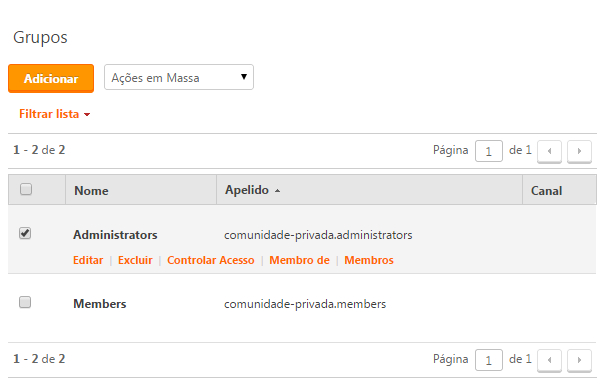 Grupos
Adicionar Ações em Massa
Filtrar lista
1 - 2 de 2 Página 1 de 1
Nome Apelido Canal
Administrators comunidade-privada.administrators
Editar | Excluir | Controlar Acesso | Membro de | Membros
Members comunidade-privada.members
1 - 2 de 2 Página 1 de 1